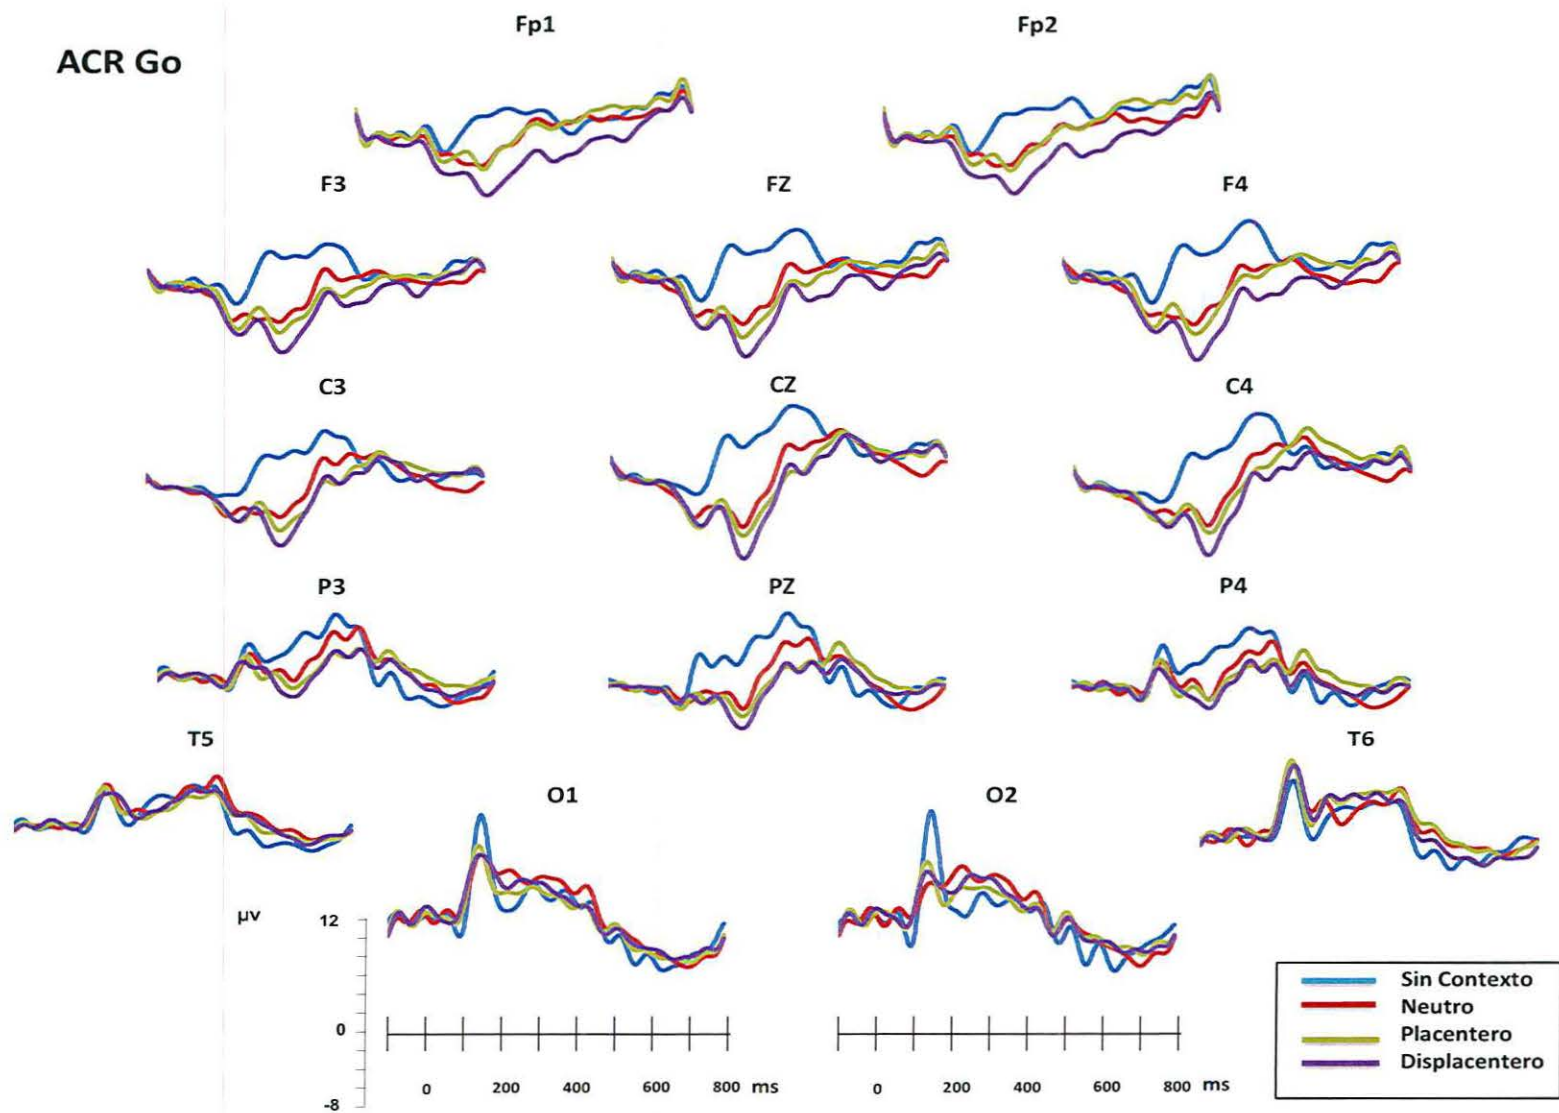 Fp1
Fp2
ACR Go
F3
FZ
F4
C3
CZ
C4
P3
PZ
P4
T5
T6
O1
O2
µv
12
0
-8
0 200 400 600 800 ms
0 200 400 600 800 ms
Sin Contexto
Neutro
Placentero
Displacentero